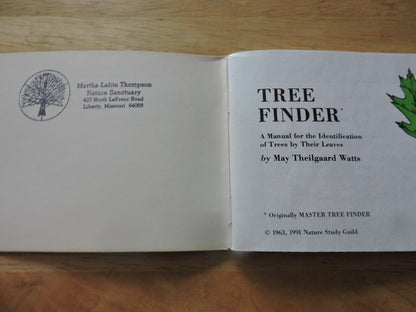 Martha Lafite Thompson
Nature Sanctuary
407 North LaFrenz Road
Liberty, Missouri 64068
TREE
FINDER*
A Manual for the Identification
of Trees by Their Leaves
by May Theilgaard Watts
* Originally MASTER TREE FINDER
© 1963, 1991 Nature Study Guild